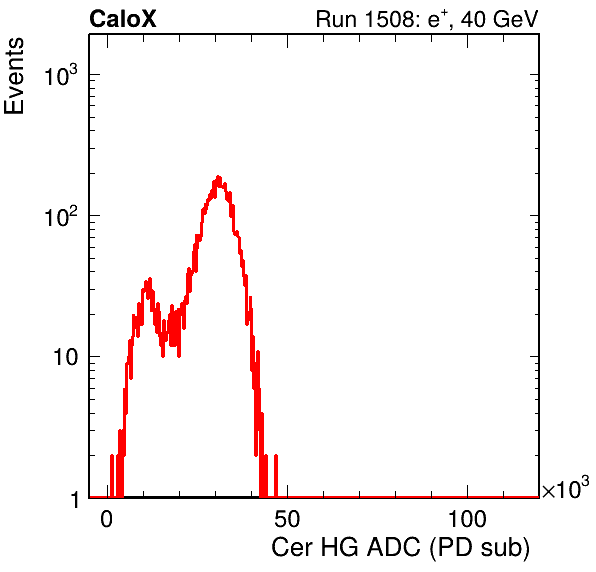 CaloX Run 1508: e⁺, 40 GeV
Events
10³
10²
10
1
0 50 100 ×10³
Cer HG ADC (PD sub)